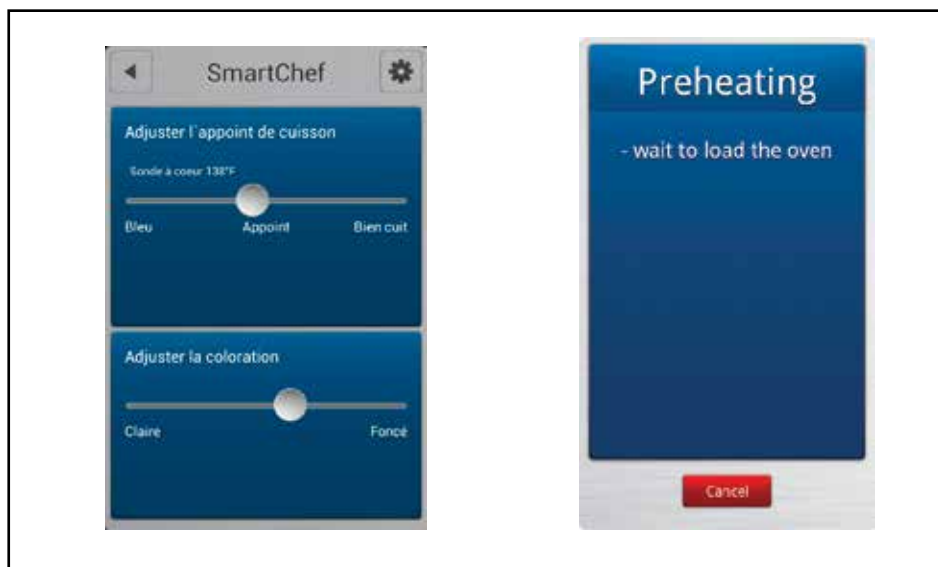 SmartChef
Adjuster l'appoint de cuisson
Sonde à coeur 138°F
Bleu Appoint Bien cuit
Adjuster la coloration
Claire Foncé
Preheating
- wait to load the oven
Cancel